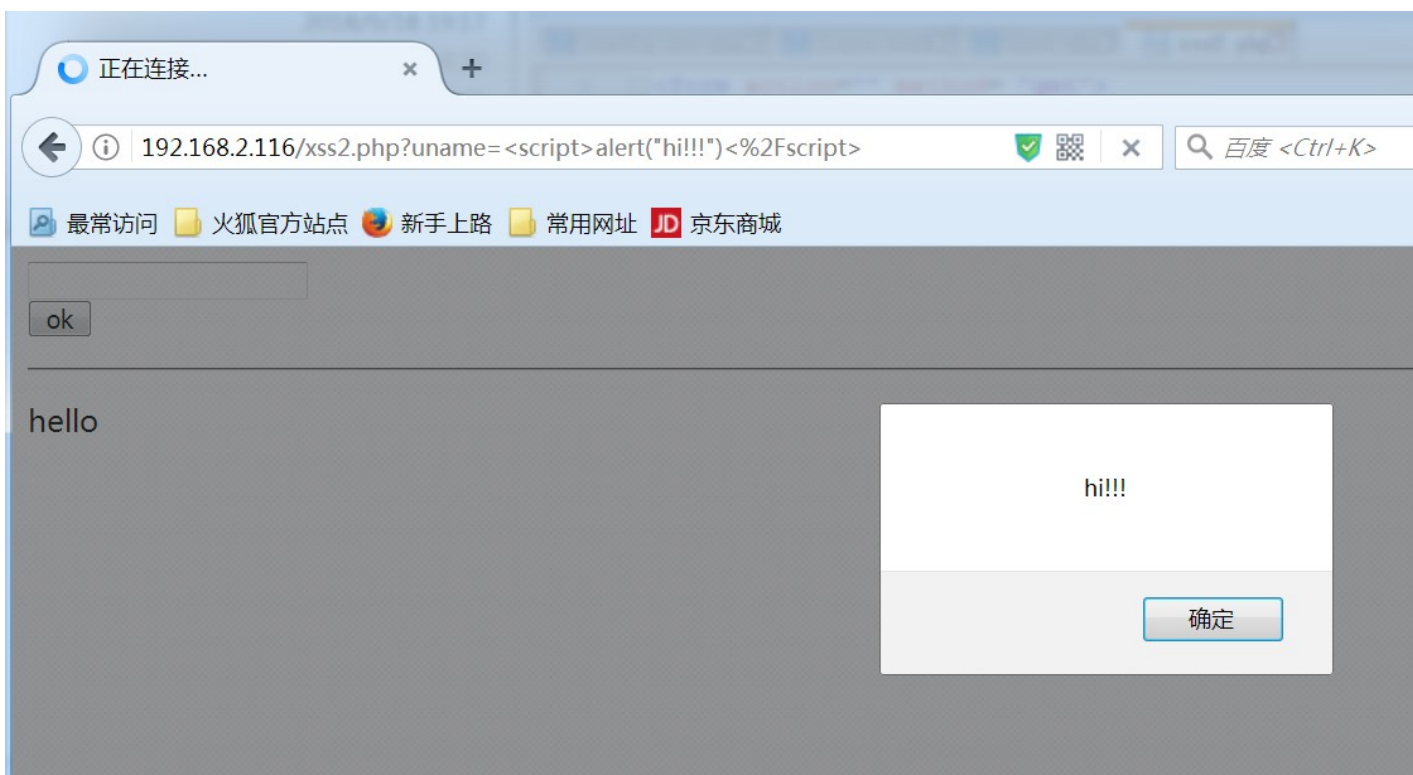 正在连接...
192.168.2.116/xss2.php?uname=<script>alert("hi!!!")<%2Fscript>
百度 <Ctrl+K>
最常访问 火狐官方站点 新手上路 常用网址 JD 京东商城
ok
hello
hi!!!
确定